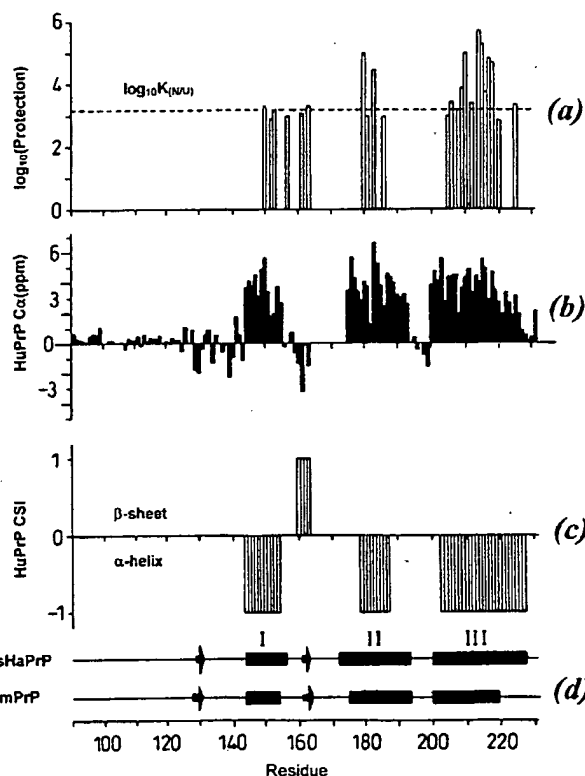 6
log₁₀K(N/U)
4
2
0
log₁₀(Protection)
(a)
6
3
0
−3
HuPrP Cα(ppm)
(b)
1
β-sheet
0
α-helix
−1
HuPrP CSI
(c)
I II III
sHaPrP
mPrP
(d)
100 120 140 160 180 200 220
Residue